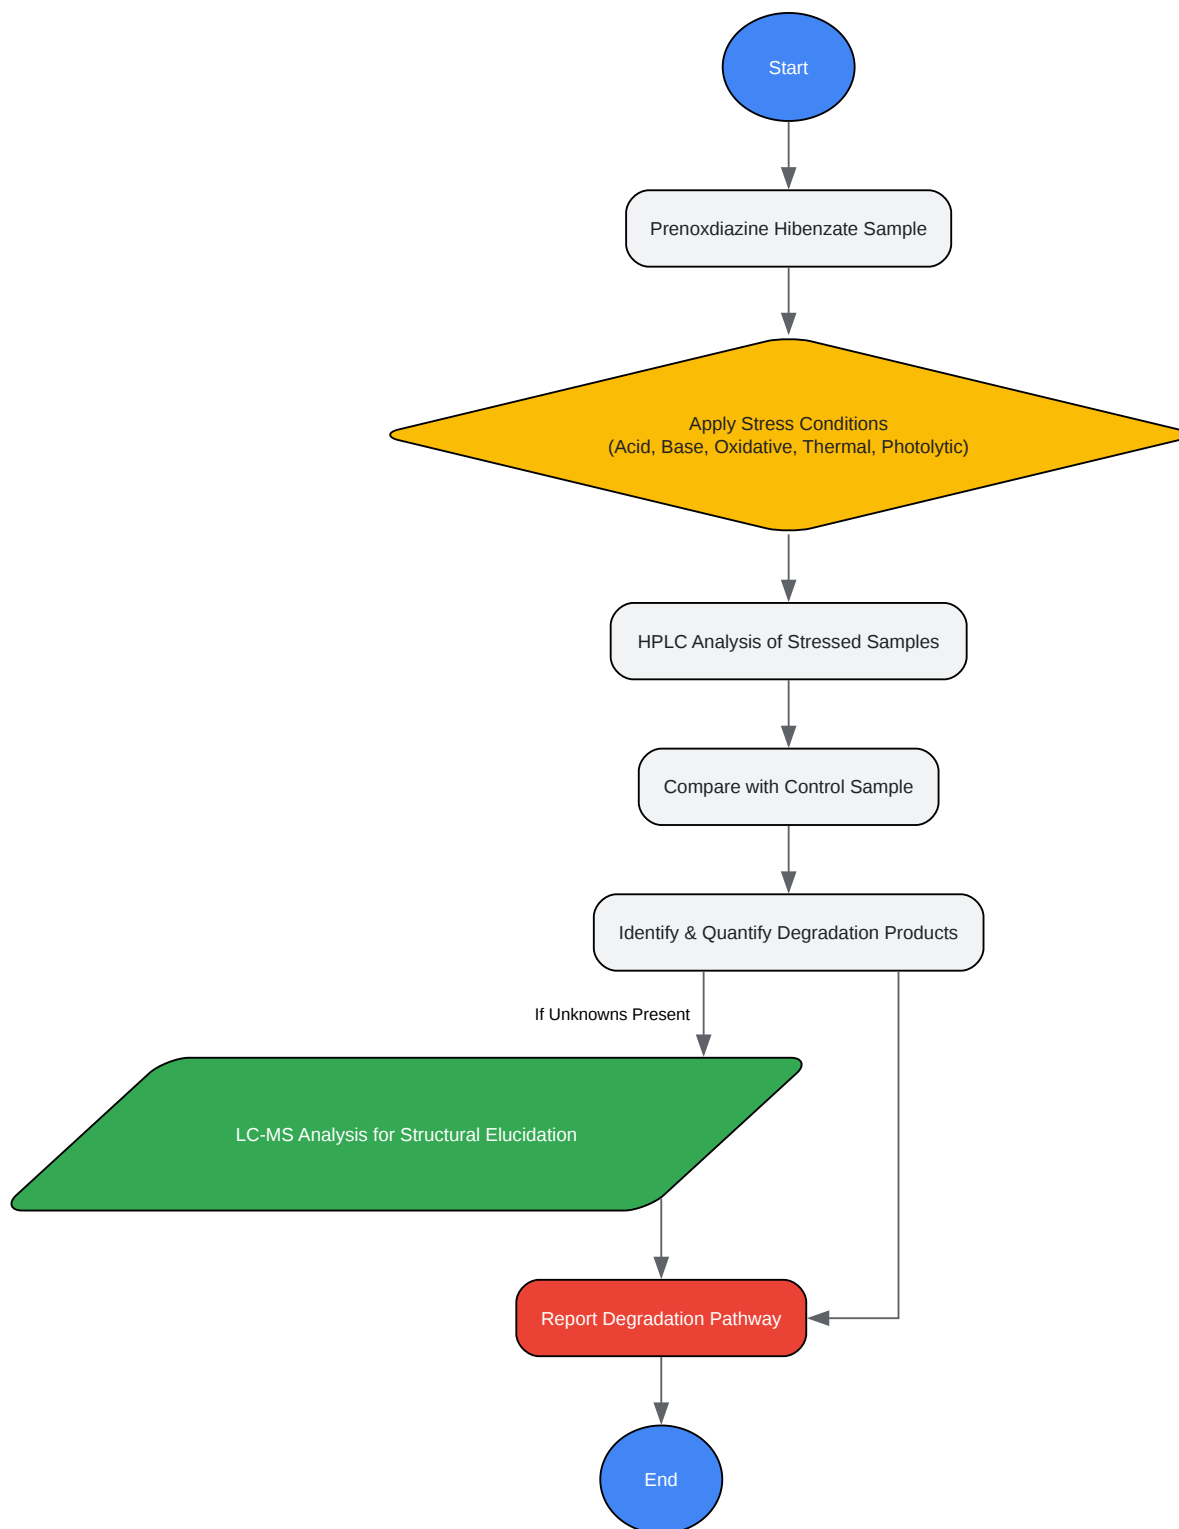 Start
Prenoxdiazine Hibenzate Sample
Apply Stress Conditions
(Acid, Base, Oxidative, Thermal, Photolytic)
HPLC Analysis of Stressed Samples
Compare with Control Sample
Identify & Quantify Degradation Products
If Unknowns Present
LC-MS Analysis for Structural Elucidation
Report Degradation Pathway
End